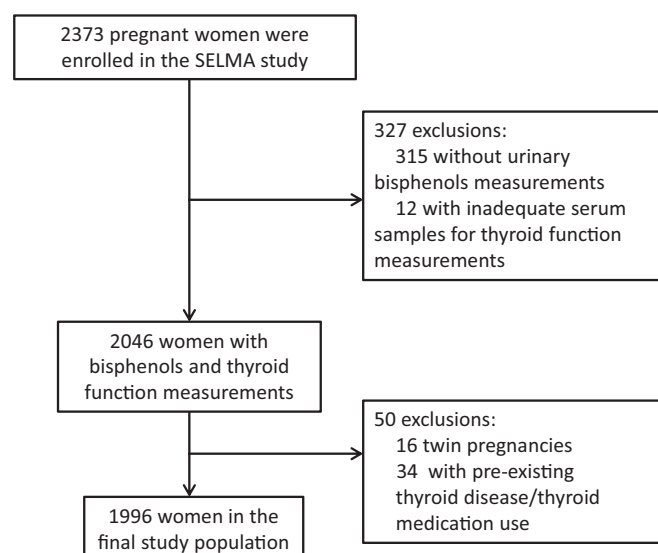 2373 pregnant women were
enrolled in the SELMA study
327 exclusions:
315 without urinary
bisphenols measurements
12 with inadequate serum
samples for thyroid function
measurements
2046 women with
bisphenols and thyroid
function measurements
50 exclusions:
16 twin pregnancies
34 with pre-existing
thyroid disease/thyroid
medication use
1996 women in the
final study population